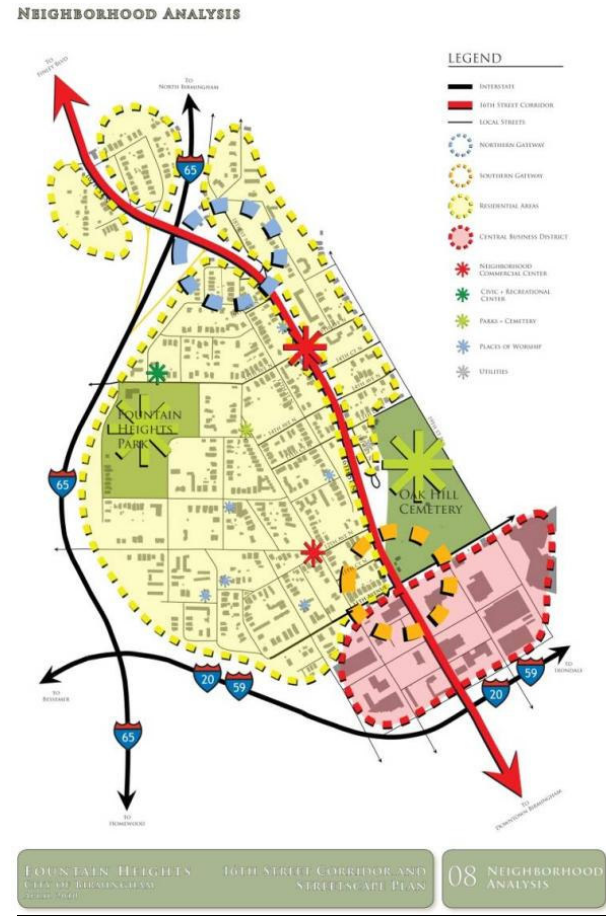 NEIGHBORHOOD ANALYSIS
TO
FINLEY BLVD
TO
NORTH BIRMINGHAM
65
LEGEND
INTERSTATE
16TH STREET CORRIDOR
LOCAL STREETS
NORTHERN GATEWAY
SOUTHERN GATEWAY
RESIDENTIAL AREAS
CENTRAL BUSINESS DISTRICT
NEIGHBORHOOD
COMMERCIAL CENTER
CIVIC + RECREATIONAL
CENTER
PARKS + CEMETERY
PLACES OF WORSHIP
UTILITIES
FOUNTAIN
HEIGHTS
PARK
OAK HILL
CEMETERY
65
20
59
20
59
TO
IRONDALE
TO
BESSEMER
65
TO
HOMEWOOD
TO
DOWNTOWN BIRMINGHAM
FOUNTAIN HEIGHTS
CITY OF BIRMINGHAM
16TH STREET CORRIDOR AND
STREETSCAPE PLAN
08 NEIGHBORHOOD
ANALYSIS